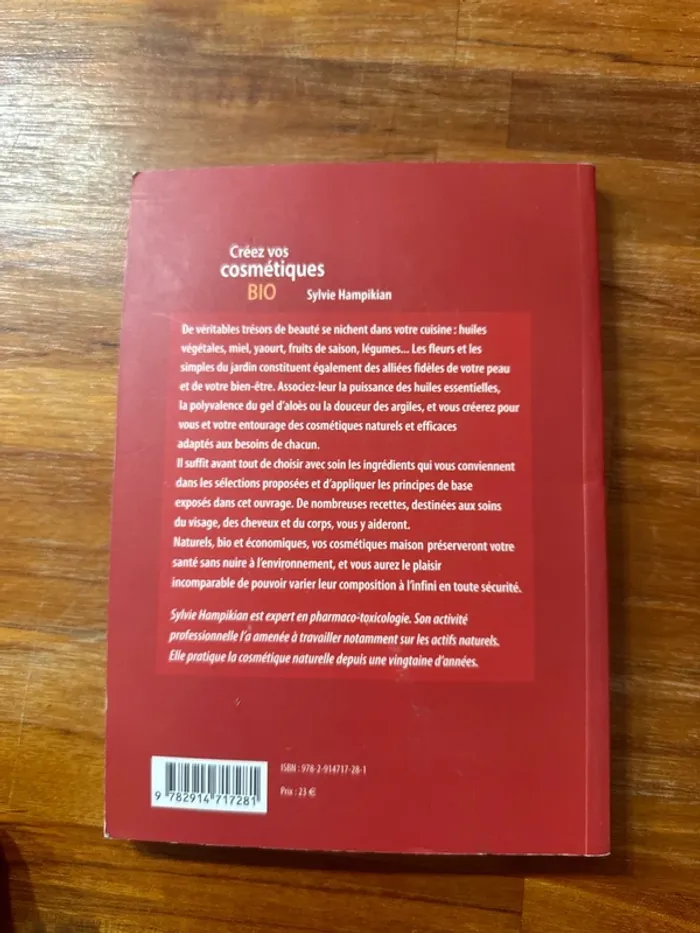 Créez vos
cosmétiques
BIO Sylvie Hampikian
De véritables trésors de beauté se nichent dans votre cuisine : huiles
végétales, miel, yaourt, fruits de saison, légumes... Les fleurs et les
simples du jardin constituent également des alliées fidèles de votre peau
et de votre bien-être. Associez-leur la puissance des huiles essentielles,
la polyvalence du gel d'aloès ou la douceur des argiles, et vous créerez pour
vous et votre entourage des cosmétiques naturels et efficaces
adaptés aux besoins de chacun.
Il suffit avant tout de choisir avec soin les ingrédients qui vous conviennent
dans les sélections proposées et d'appliquer les principes de base
exposés dans cet ouvrage. De nombreuses recettes, destinées aux soins
du visage, des cheveux et du corps, vous y aideront.
Naturels, bio et économiques, vos cosmétiques maison préserveront votre
santé sans nuire à l'environnement, et vous aurez le plaisir
incomparable de pouvoir varier leur composition à l'infini en toute sécurité.
Sylvie Hampikian est expert en pharmaco-toxicologie. Son activité
professionnelle l'a amenée à travailler notamment sur les actifs naturels.
Elle pratique la cosmétique naturelle depuis une vingtaine d'années.
ISBN : 978-2-914717-28-1
Prix : 23 €
9 782914 717281